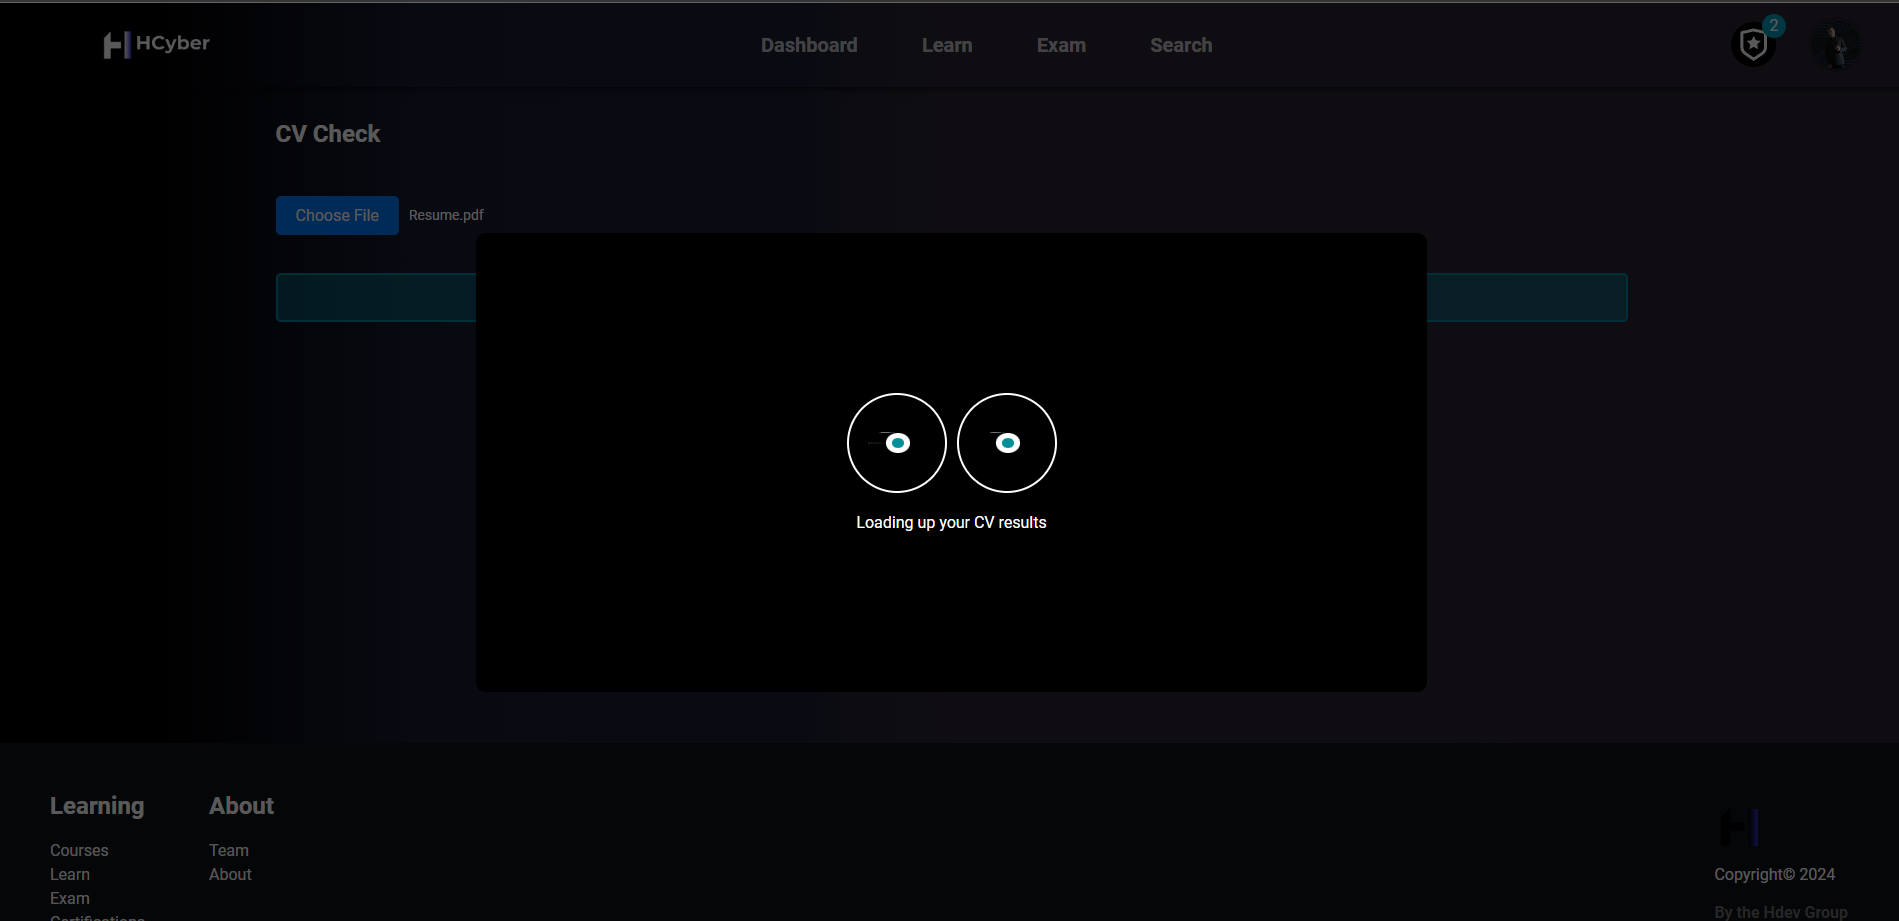 HCyber
Dashboard
Learn
Exam
Search
2
CV Check
Choose File
Resume.pdf
Loading up your CV results
Learning
About
Courses
Team
Learn
About
Exam
Certifications
Copyright© 2024
By the Hdev Group